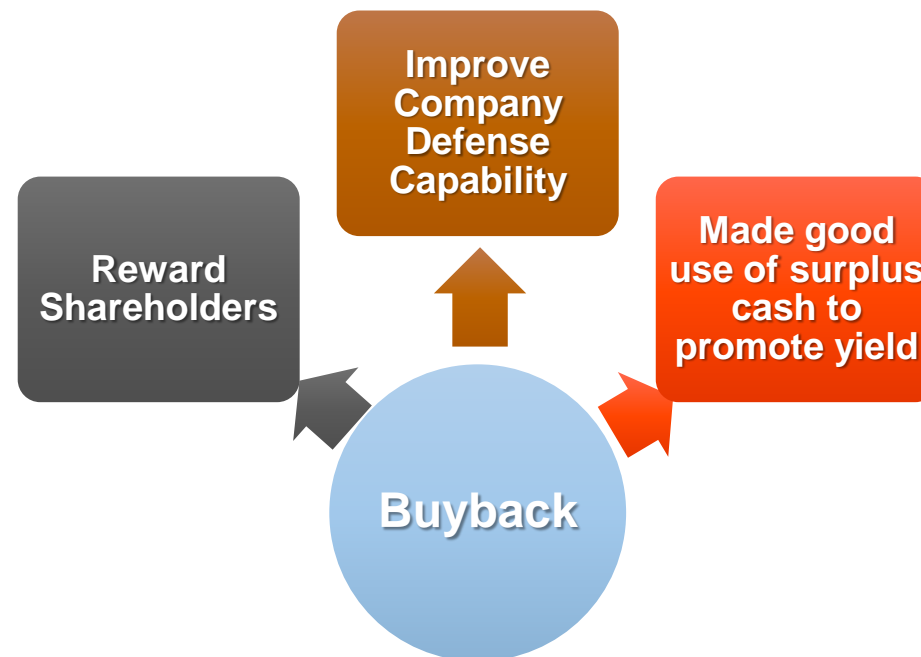 Improve
Company
Defense
Capability
Reward
Shareholders
Made good
use of surplus
cash to
promote yield
Buyback